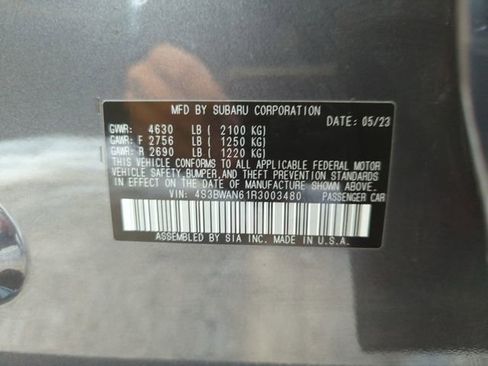 MFD BY SUBARU CORPORATION
DATE: 05/23
GVWR: 4630 LB ( 2100 KG)
GAWR: F 2756 LB ( 1250 KG)
GAWR: R 2690 LB ( 1220 KG)
THIS VEHICLE CONFORMS TO ALL APPLICABLE FEDERAL MOTOR
VEHICLE SAFETY, BUMPER, AND THEFT PREVENTION STANDARDS
IN EFFECT ON THE DATE OF MANUFACTURE SHOWN ABOVE.
VIN: 4S3BWAN61R3003480 PASSENGER CAR
ASSEMBLED BY SIA INC. MADE IN U.S.A.